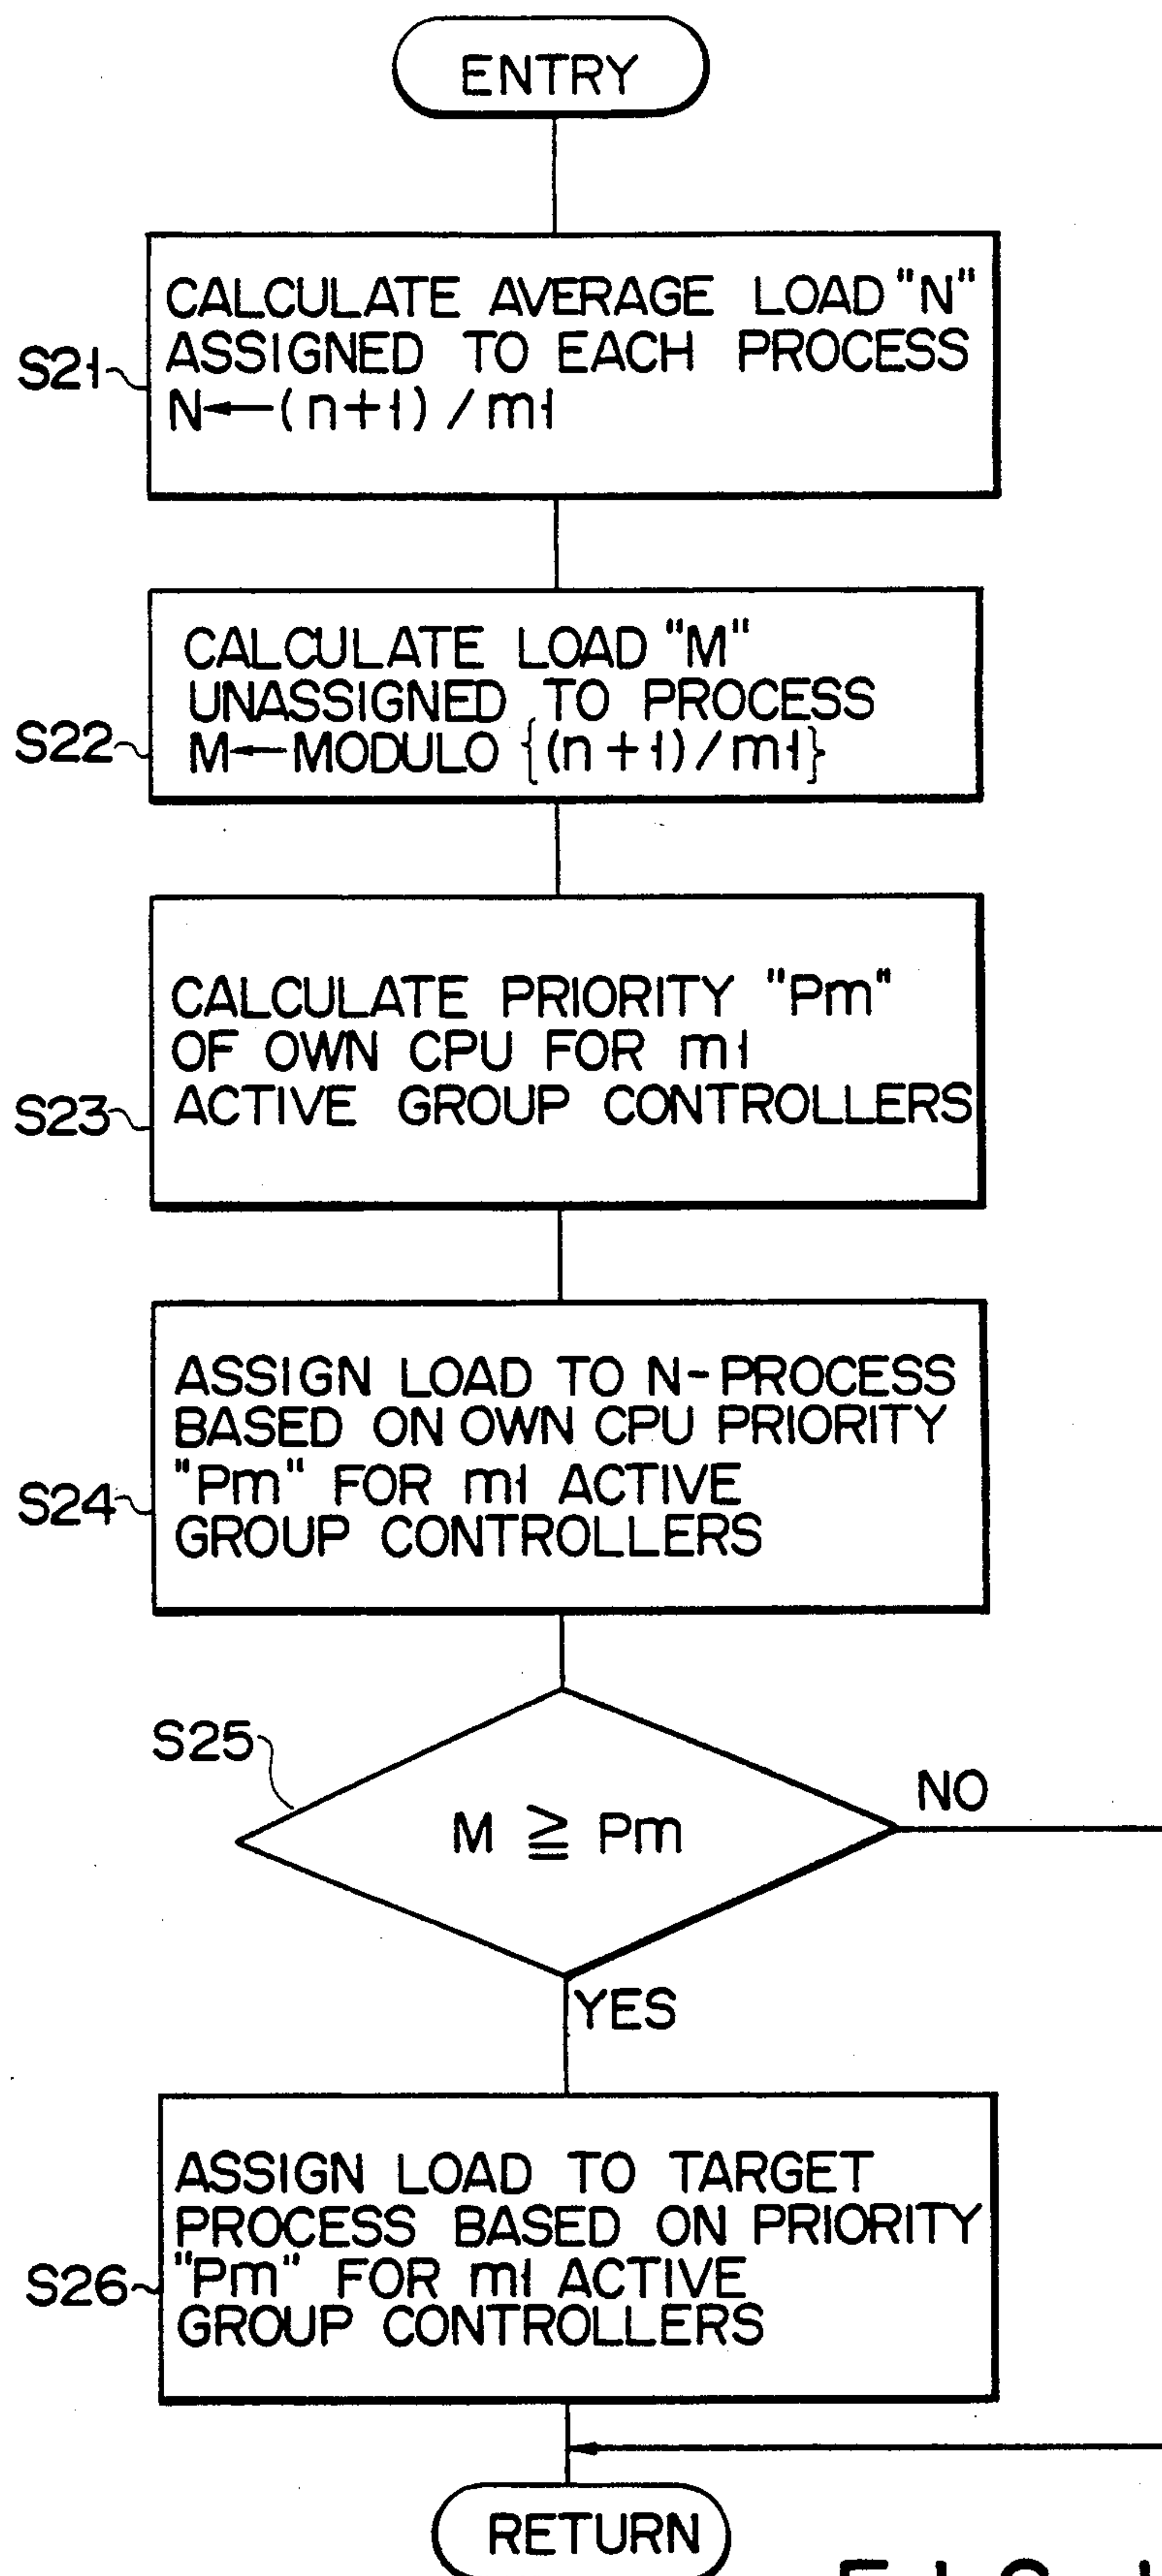 ENTRY
S21
CALCULATE AVERAGE LOAD "N"
ASSIGNED TO EACH PROCESS
N←(n+1)/m1
S22
CALCULATE LOAD "M"
UNASSIGNED TO PROCESS
M←MODULO {(n+1)/m1}
S23
CALCULATE PRIORITY "Pm"
OF OWN CPU FOR m1
ACTIVE GROUP CONTROLLERS
S24
ASSIGN LOAD TO N-PROCESS
BASED ON OWN CPU PRIORITY
"Pm" FOR m1 ACTIVE
GROUP CONTROLLERS
S25
M ≧ Pm
NO
YES
S26
ASSIGN LOAD TO TARGET
PROCESS BASED ON PRIORITY
"Pm" FOR m1 ACTIVE
GROUP CONTROLLERS
RETURN